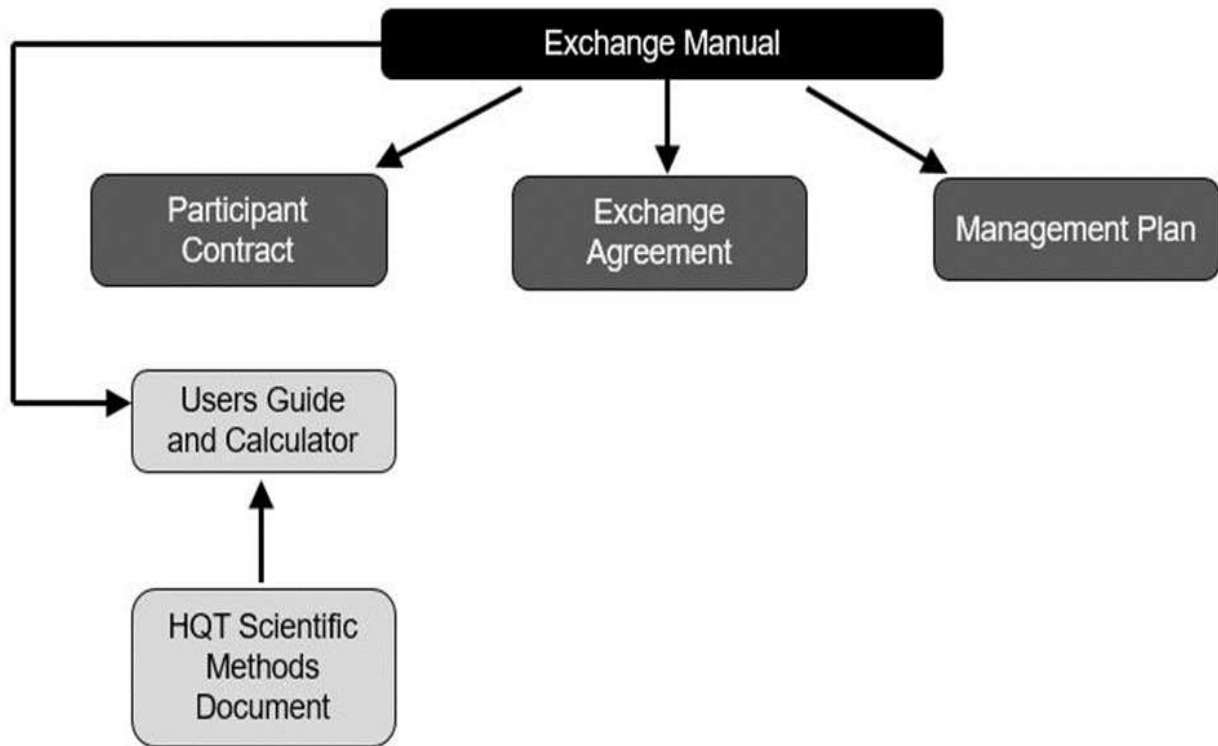 Exchange Manual
Participant
Contract
Exchange
Agreement
Management Plan
Users Guide
and Calculator
HQT Scientific
Methods
Document